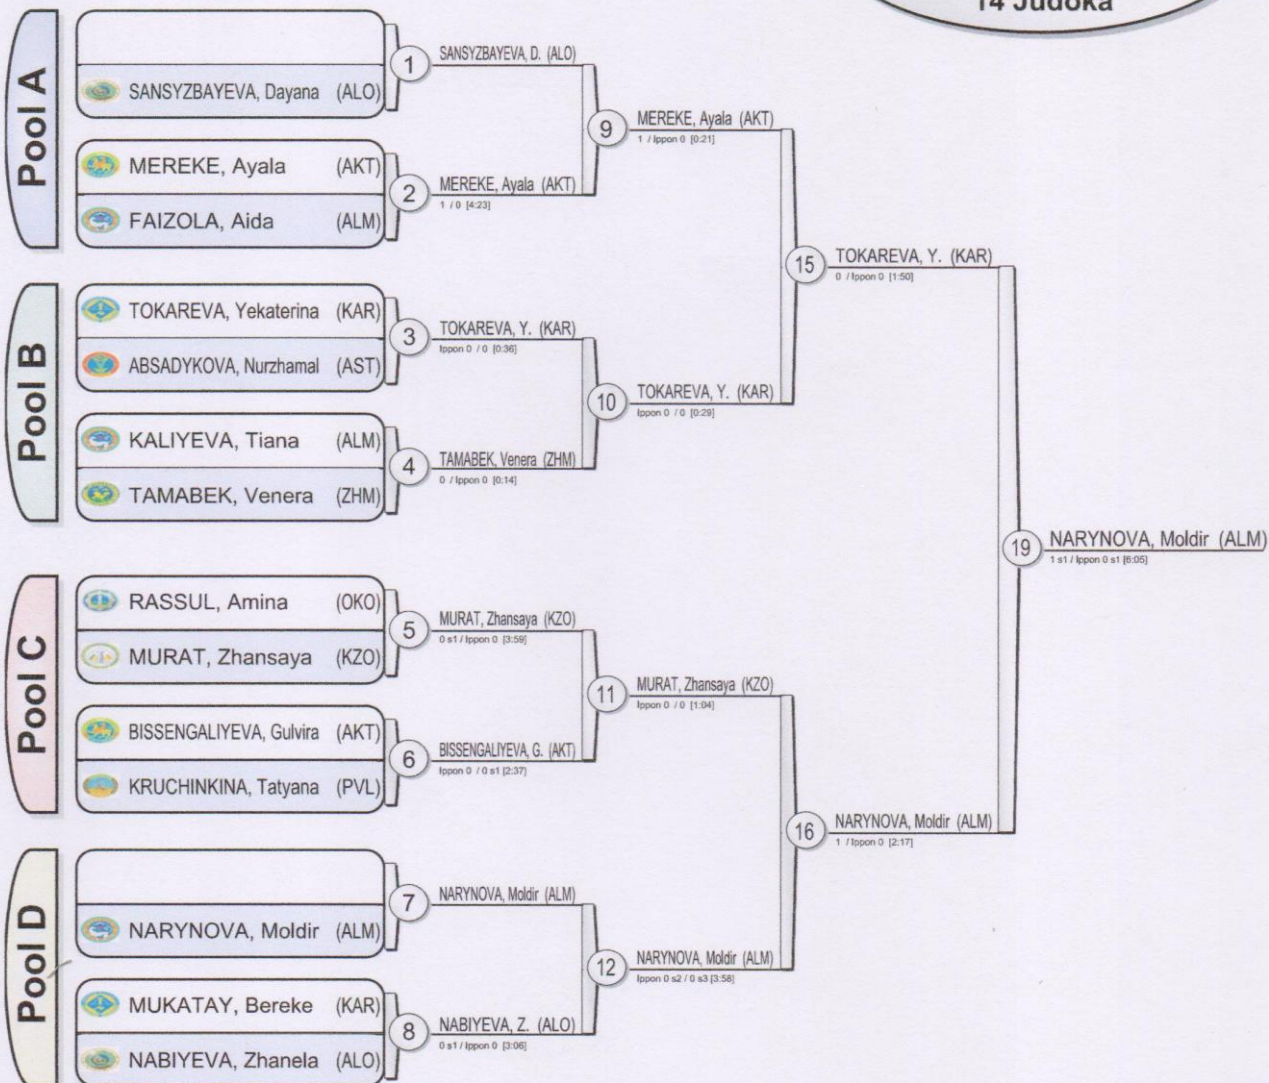 14 Judoka
Pool A
SANSYZBAYEVA, Dayana (ALO)
MEREKE, Ayala (AKT)
FAIZOLA, Aida (ALM)
Pool B
TOKAREVA, Yekaterina (KAR)
ABSADYKOVA, Nurzhamal (AST)
KALIYEVA, Tiana (ALM)
TAMABEK, Venera (ZHM)
Pool C
RASSUL, Amina (OKO)
MURAT, Zhansaya (KZO)
BISSENGALIYEVA, Gulvira (AKT)
KRUCHINKINA, Tatyana (PVL)
Pool D
NARYNOVA, Moldir (ALM)
MUKATAY, Bereke (KAR)
NABIYEVA, Zhanela (ALO)
1
SANSYZBAYEVA, D. (ALO)
2
MEREKE, Ayala (AKT)
1 / 0 [4:23]
3
TOKAREVA, Y. (KAR)
Ippon 0 / 0 [0:36]
4
TAMABEK, Venera (ZHM)
0 / Ippon 0 [0:14]
5
MURAT, Zhansaya (KZO)
0 s1 / Ippon 0 [3:59]
6
BISSENGALIYEVA, G. (AKT)
Ippon 0 / 0 s1 [2:37]
7
NARYNOVA, Moldir (ALM)
8
NABIYEVA, Z. (ALO)
0 s1 / Ippon 0 [3:06]
9
MEREKE, Ayala (AKT)
1 / Ippon 0 [0:21]
10
TOKAREVA, Y. (KAR)
Ippon 0 / 0 [0:29]
11
MURAT, Zhansaya (KZO)
Ippon 0 / 0 [1:04]
12
NARYNOVA, Moldir (ALM)
Ippon 0 s2 / 0 s3 [3:58]
15
TOKAREVA, Y. (KAR)
0 / Ippon 0 [1:50]
16
NARYNOVA, Moldir (ALM)
1 / Ippon 0 [2:17]
19
NARYNOVA, Moldir (ALM)
1 s1 / Ippon 0 s1 [6:05]